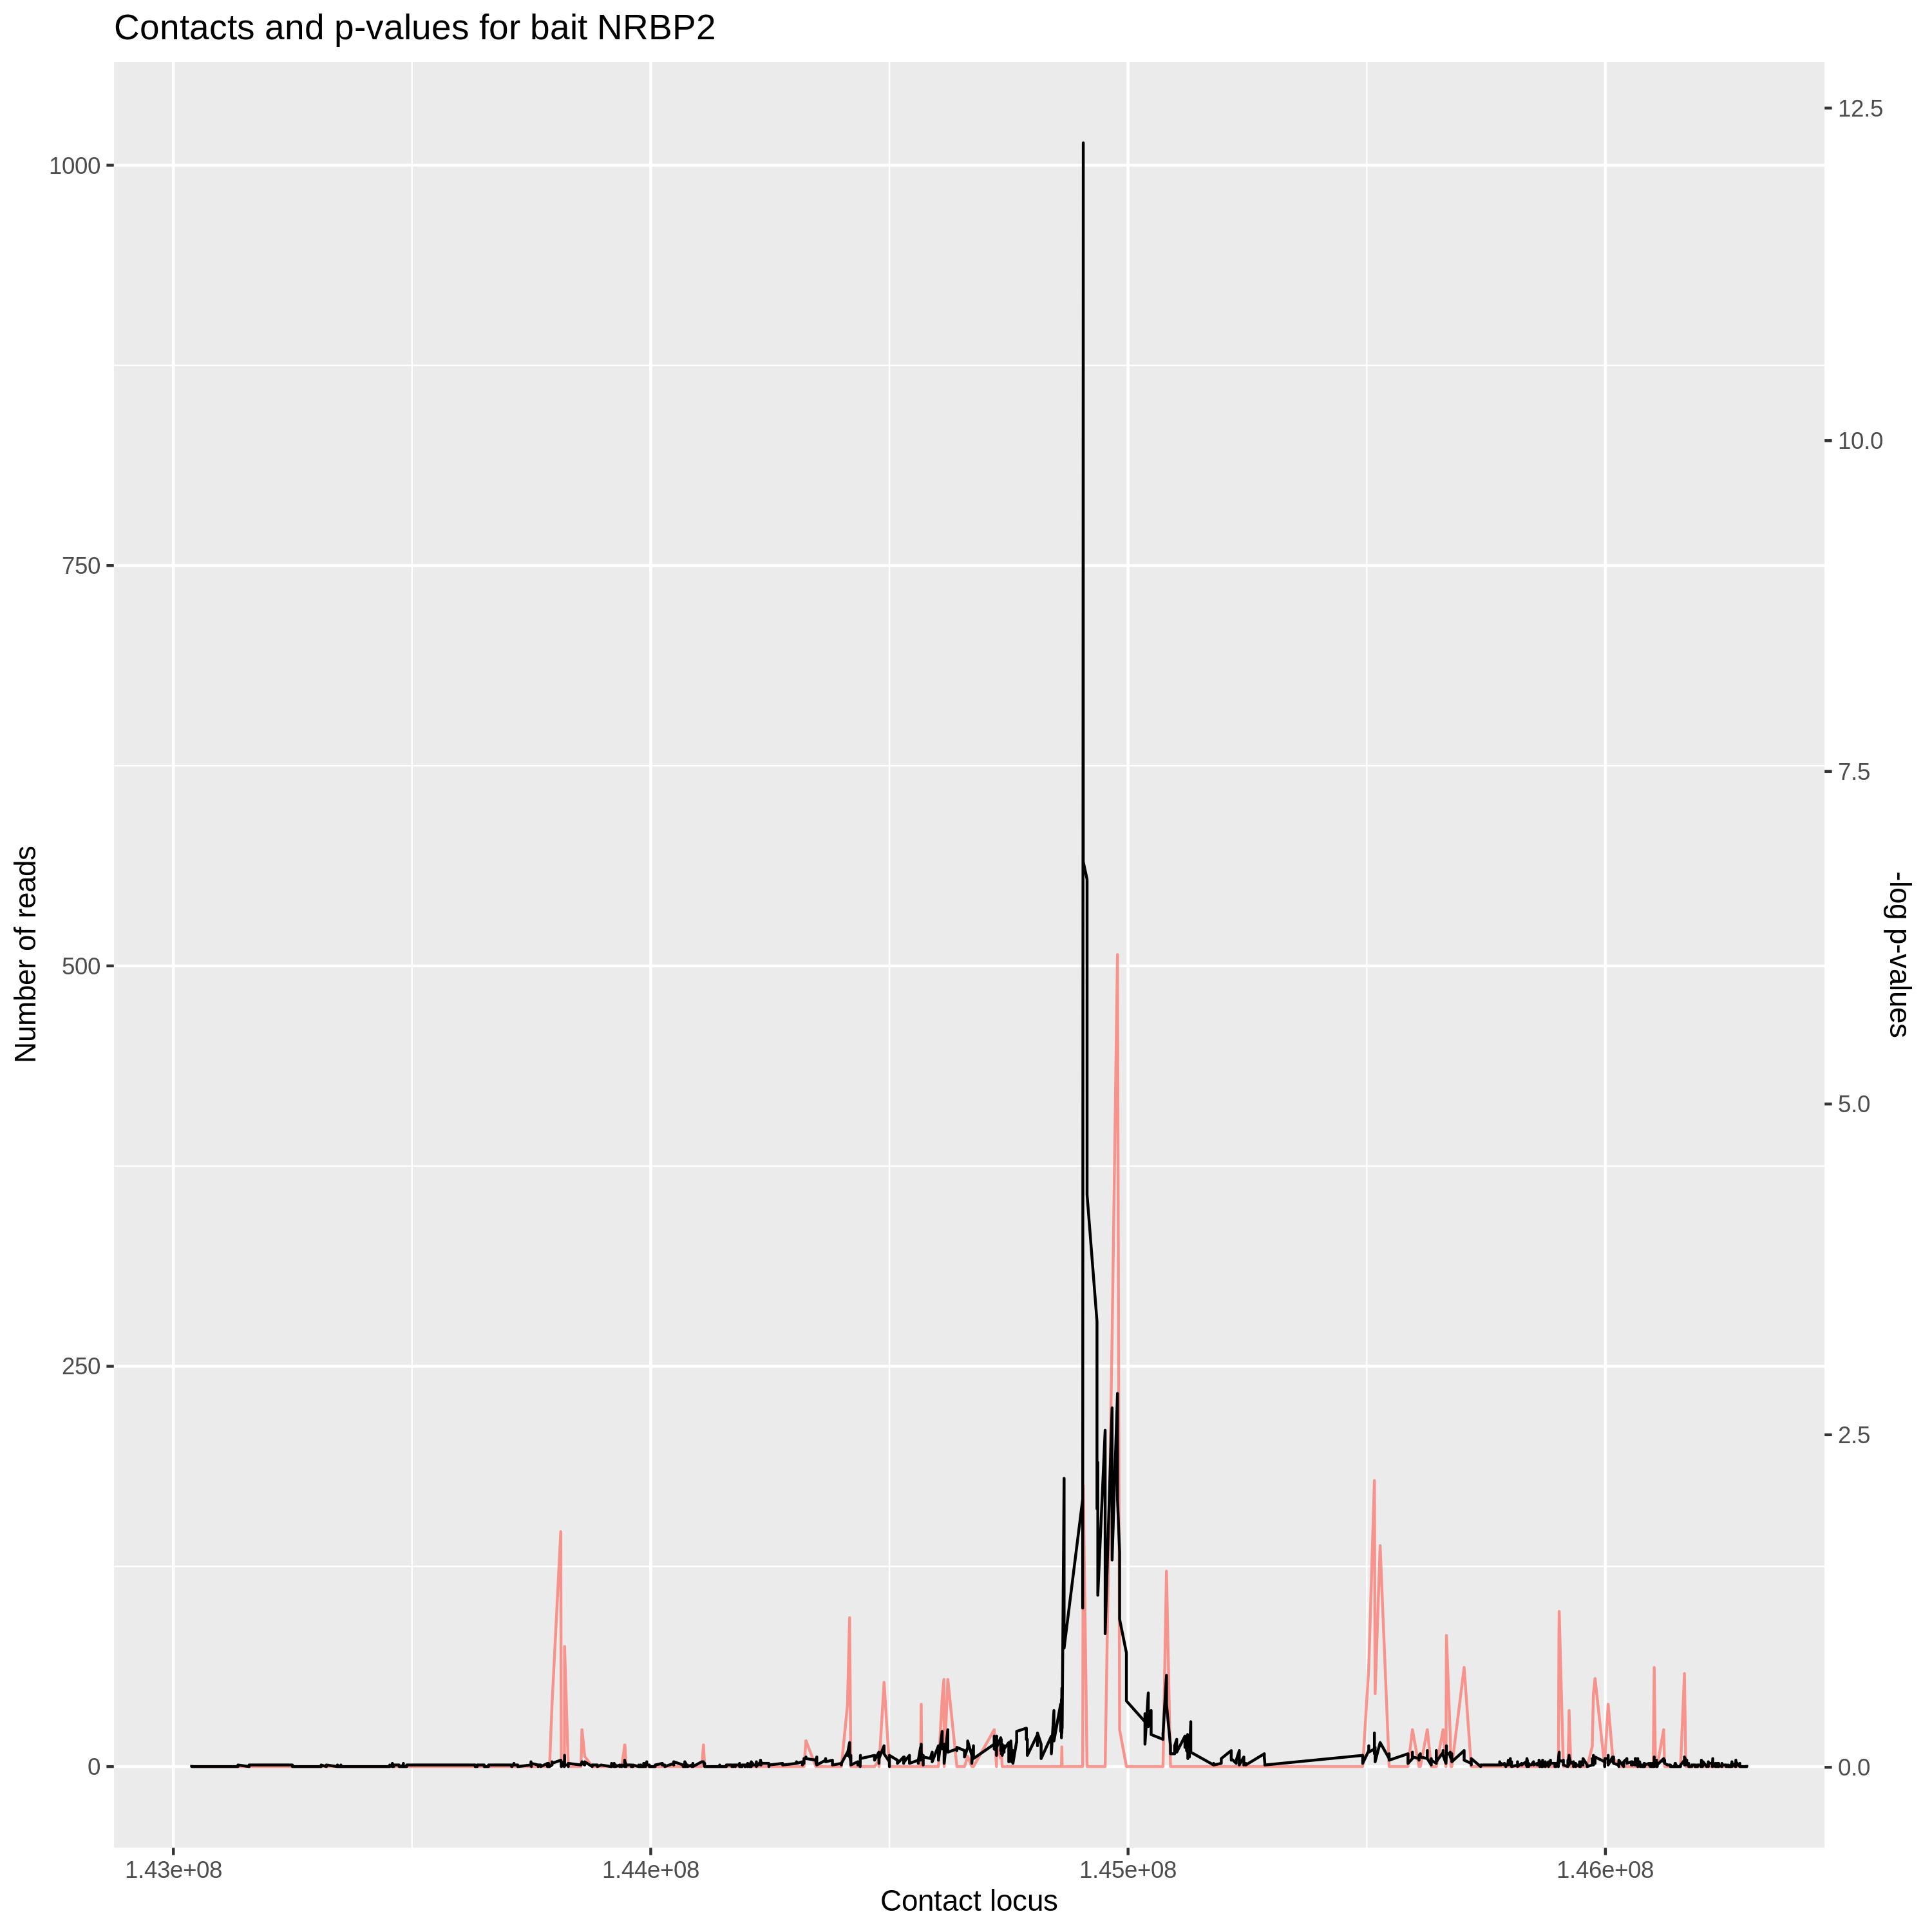 Contacts and p-values for bait NRBP2
1000
750
500
250
0
Number of reads
12.5
10.0
7.5
5.0
2.5
0.0
-log p-values
1.43e+08
1.44e+08
1.45e+08
1.46e+08
Contact locus